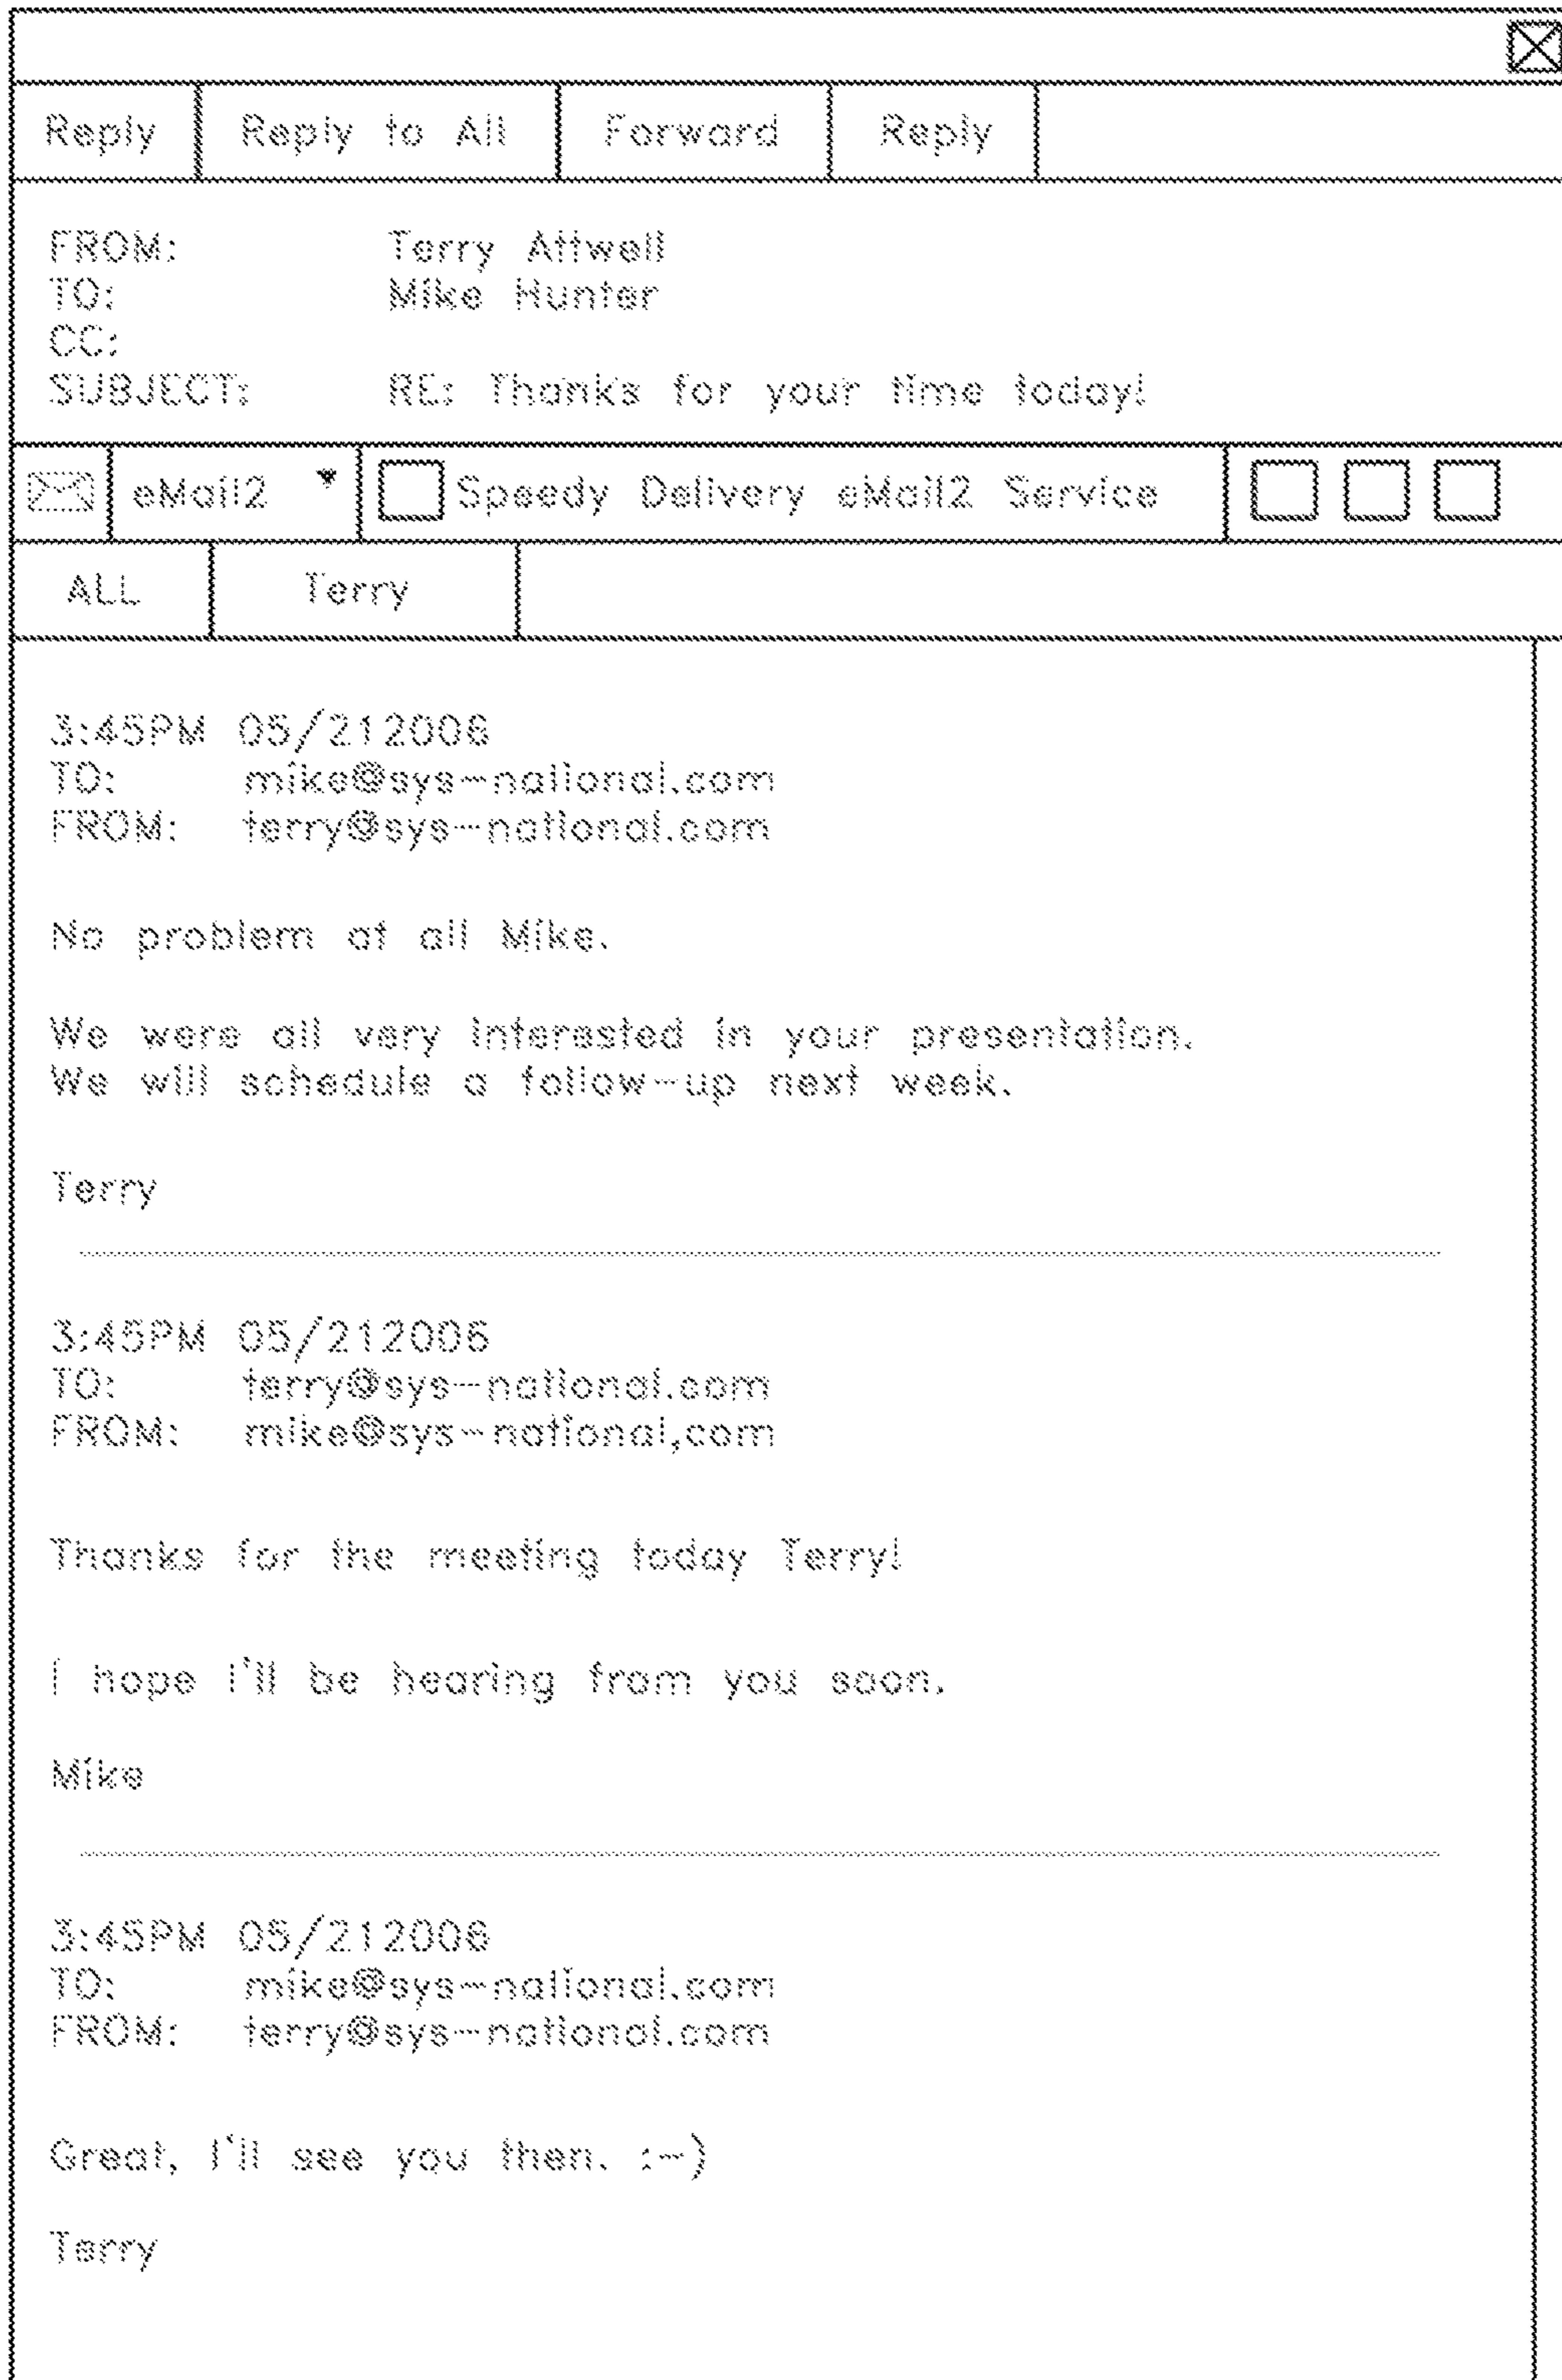 Reply Reply to All Forward Reply
FROM: Terry Attwell
TO: Mike Hunter
CC:
SUBJECT: RE: Thanks for your time today!
eMail2 Speedy Delivery eMail2 Service
ALL Terry
3:45PM 05/212006
TO: mike@sys-national.com
FROM: terry@sys-national.com
No problem at all Mike.
We were all very interested in your presentation.
We will schedule a follow-up next week.
Terry
3:45PM 05/212006
TO: terry@sys-national.com
FROM: mike@sys-national,com
Thanks for the meeting today Terry!
I hope I'll be hearing from you soon.
Mike
3:45PM 05/212006
TO: mike@sys-national.com
FROM: terry@sys-national.com
Great, I'll see you then. :-)
Terry